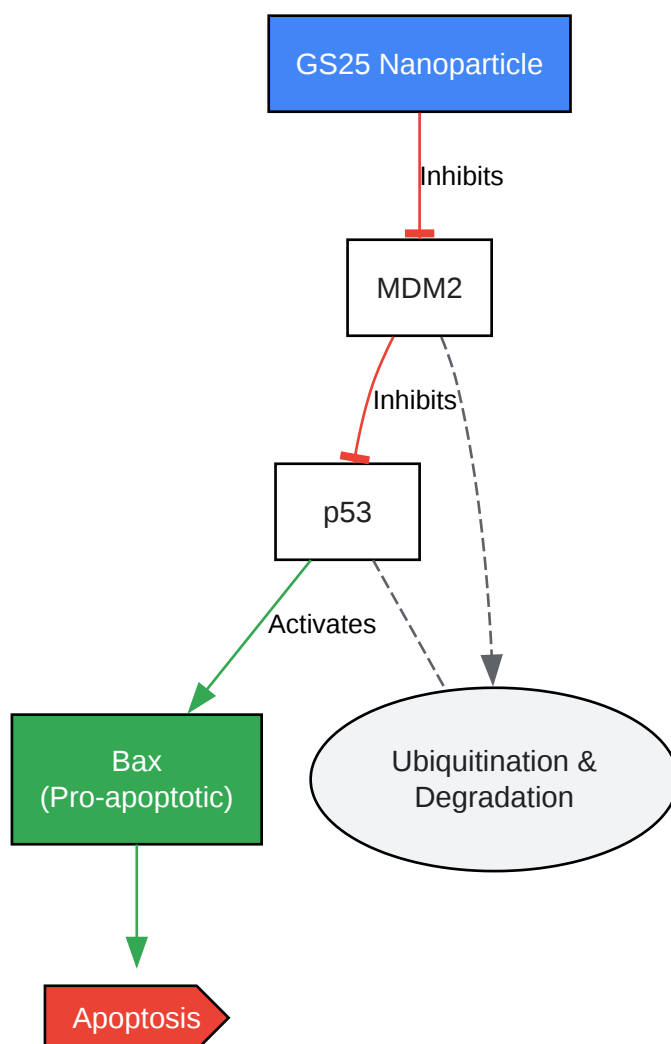 GS25 Nanoparticle
Inhibits
MDM2
Inhibits
p53
Activates
Bax
(Pro-apoptotic)
Ubiquitination &
Degradation
Apoptosis